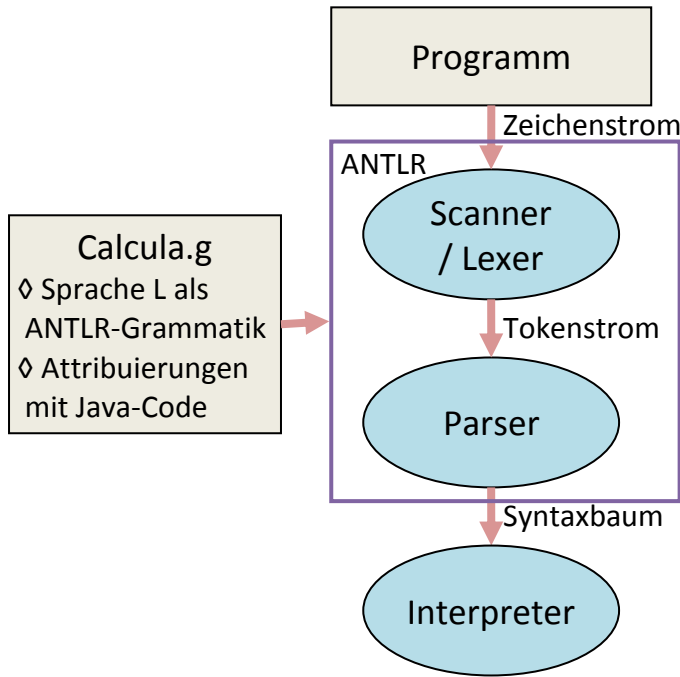 Programm
Zeichenstrom
ANTLR
Scanner
/ Lexer
Calcula.g
◊ Sprache L als
ANTLR-Grammatik
◊ Attribuierungen
mit Java-Code
Tokenstrom
Parser
Syntaxbaum
Interpreter